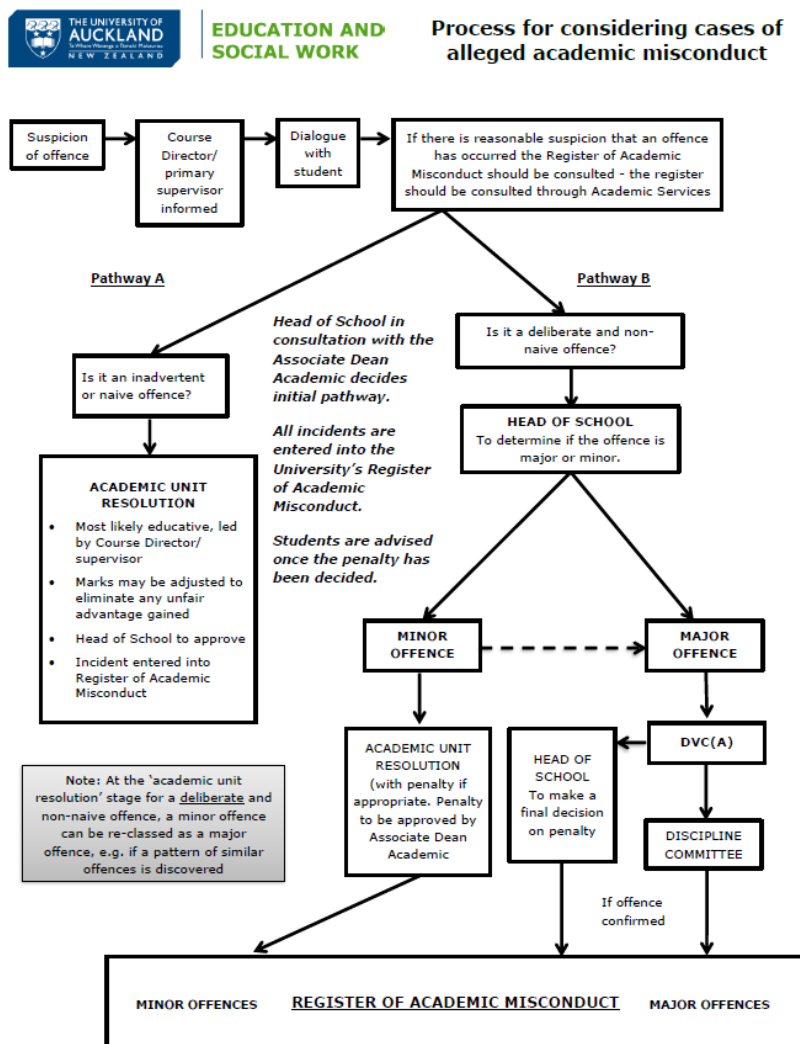 THE UNIVERSITY OF
AUCKLAND
Te Whare Wānanga o Tāmaki Makaurau
NEW ZEALAND
EDUCATION AND
SOCIAL WORK
Process for considering cases of
alleged academic misconduct
Suspicion
of offence
Course
Director/
primary
supervisor
informed
Dialogue
with
student
If there is reasonable suspicion that an offence
has occurred the Register of Academic
Misconduct should be consulted - the register
should be consulted through Academic Services
Pathway A
Is it an inadvertent
or naive offence?
ACADEMIC UNIT
RESOLUTION
• Most likely educative, led
by Course Director/
supervisor
• Marks may be adjusted to
eliminate any unfair
advantage gained
• Head of School to approve
• Incident entered into
Register of Academic
Misconduct
Head of School in
consultation with the
Associate Dean
Academic decides
initial pathway.
All incidents are
entered into the
University's Register
of Academic
Misconduct.
Students are advised
once the penalty has
been decided.
Pathway B
Is it a deliberate and non-
naive offence?
HEAD OF SCHOOL
To determine if the offence is
major or minor.
MINOR
OFFENCE
MAJOR
OFFENCE
ACADEMIC UNIT
RESOLUTION
(with penalty if
appropriate. Penalty
to be approved by
Associate Dean
Academic
HEAD OF
SCHOOL
To make a
final decision
on penalty
DVC(A)
DISCIPLINE
COMMITTEE
If offence
confirmed
Note: At the 'academic unit
resolution' stage for a deliberate and
non-naive offence, a minor offence
can be re-classed as a major
offence, e.g. if a pattern of similar
offences is discovered
MINOR OFFENCES
REGISTER OF ACADEMIC MISCONDUCT
MAJOR OFFENCES